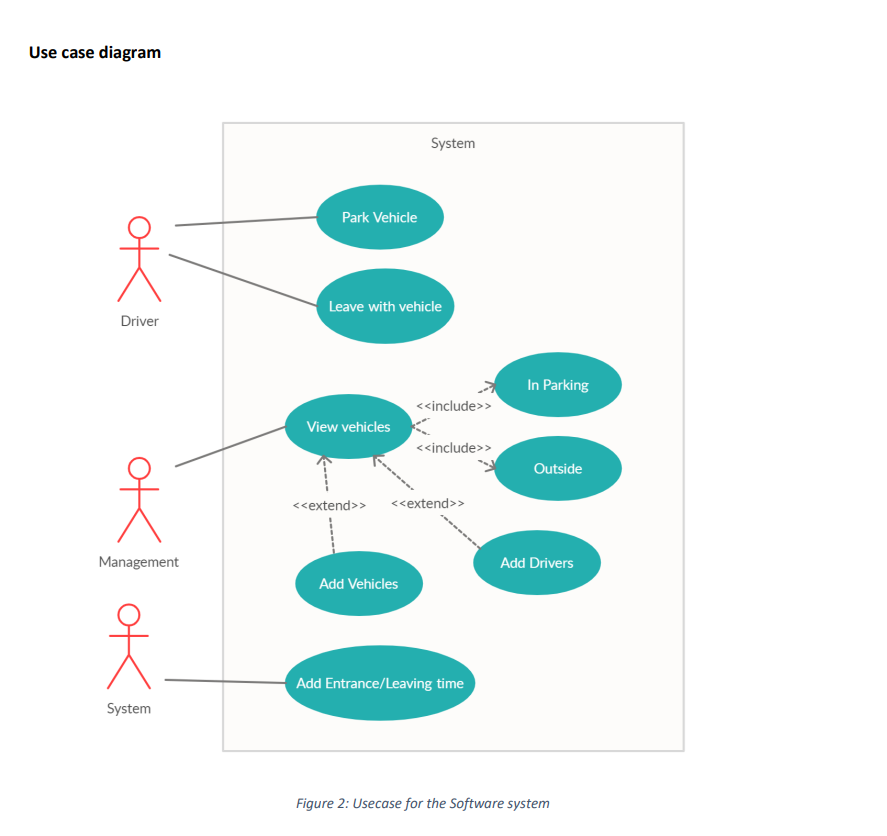 Use case diagram
System
Park Vehicle
Driver
Leave with vehicle
In Parking
<<include>>
View vehicles
<<include>>
Outside
<<extend>>
<<extend>>
Management
Add Drivers
Add Vehicles
Add Entrance/Leaving time
System
Figure 2: Usecase for the Software system